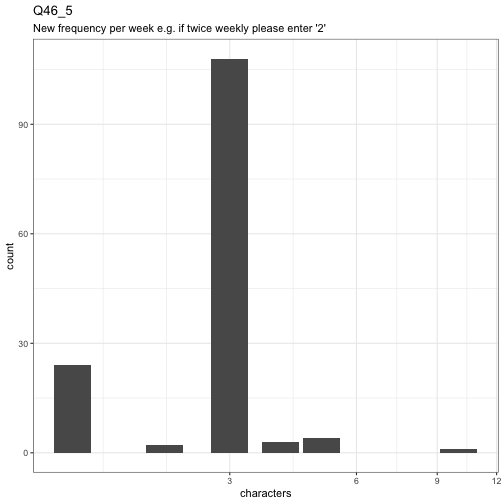 Q46_5
New frequency per week e.g. if twice weekly please enter '2'
90
60
30
0
count
3
6
9
12
characters